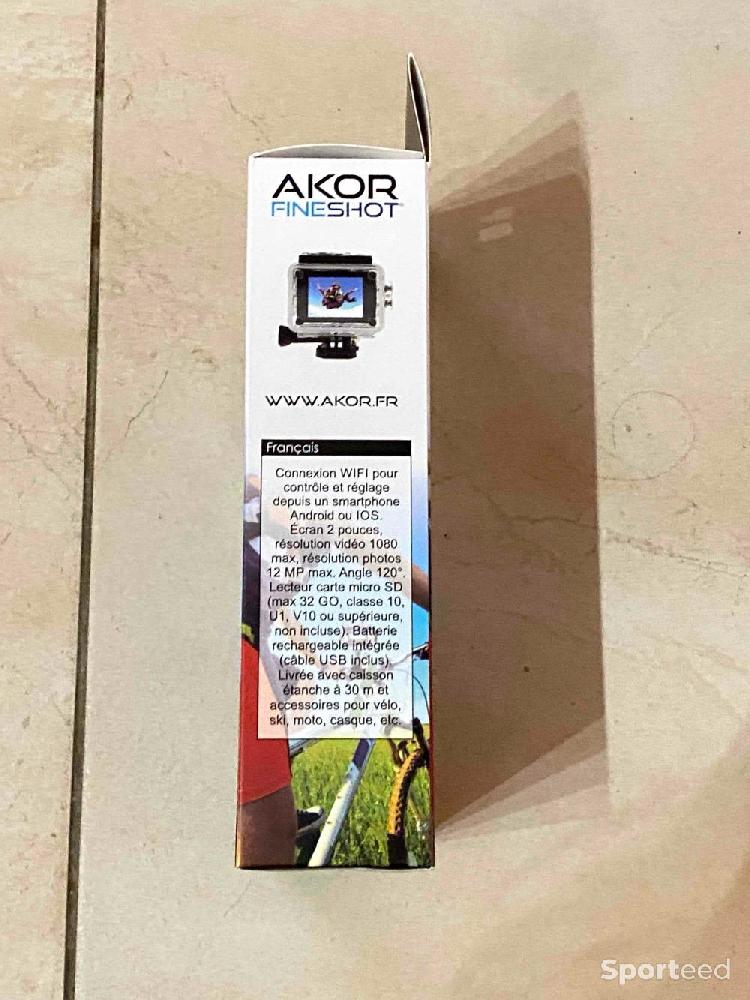 AKOR
FINESHOT
WWW.AKOR.FR
Français
Connexion WIFI pour
contrôle et réglage
depuis un smartphone
Android ou IOS.
Écran 2 pouces,
résolution vidéo 1080
max, résolution photos
12 MP max. Angle 120°.
Lecteur carte micro SD
(max 32 GO, classe 10,
U1, V10 ou supérieure,
non incluse). Batterie
rechargeable intégrée
(câble USB inclus).
Livrée avec caisson
étanche à 30 m et
accessoires pour vélo,
ski, moto, casque, etc.
Sporteed